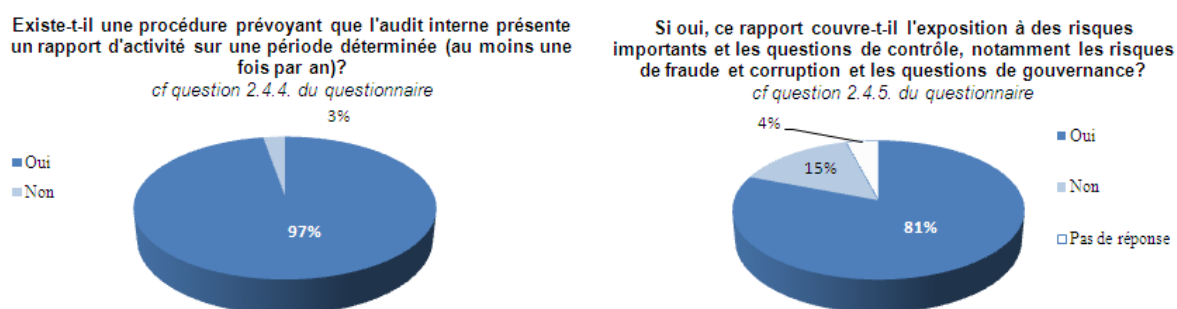 Existe-t-il une procédure prévoyant que l'audit interne présente
un rapport d'activité sur une période déterminée (au moins une
fois par an)?
cf question 2.4.4. du questionnaire
3%
Oui
Non
97%
Si oui, ce rapport couvre-t-il l'exposition à des risques
importants et les questions de contrôle, notamment les risques
de fraude et corruption et les questions de gouvernance?
cf question 2.4.5. du questionnaire
4%
15%
81%
Oui
Non
Pas de réponse